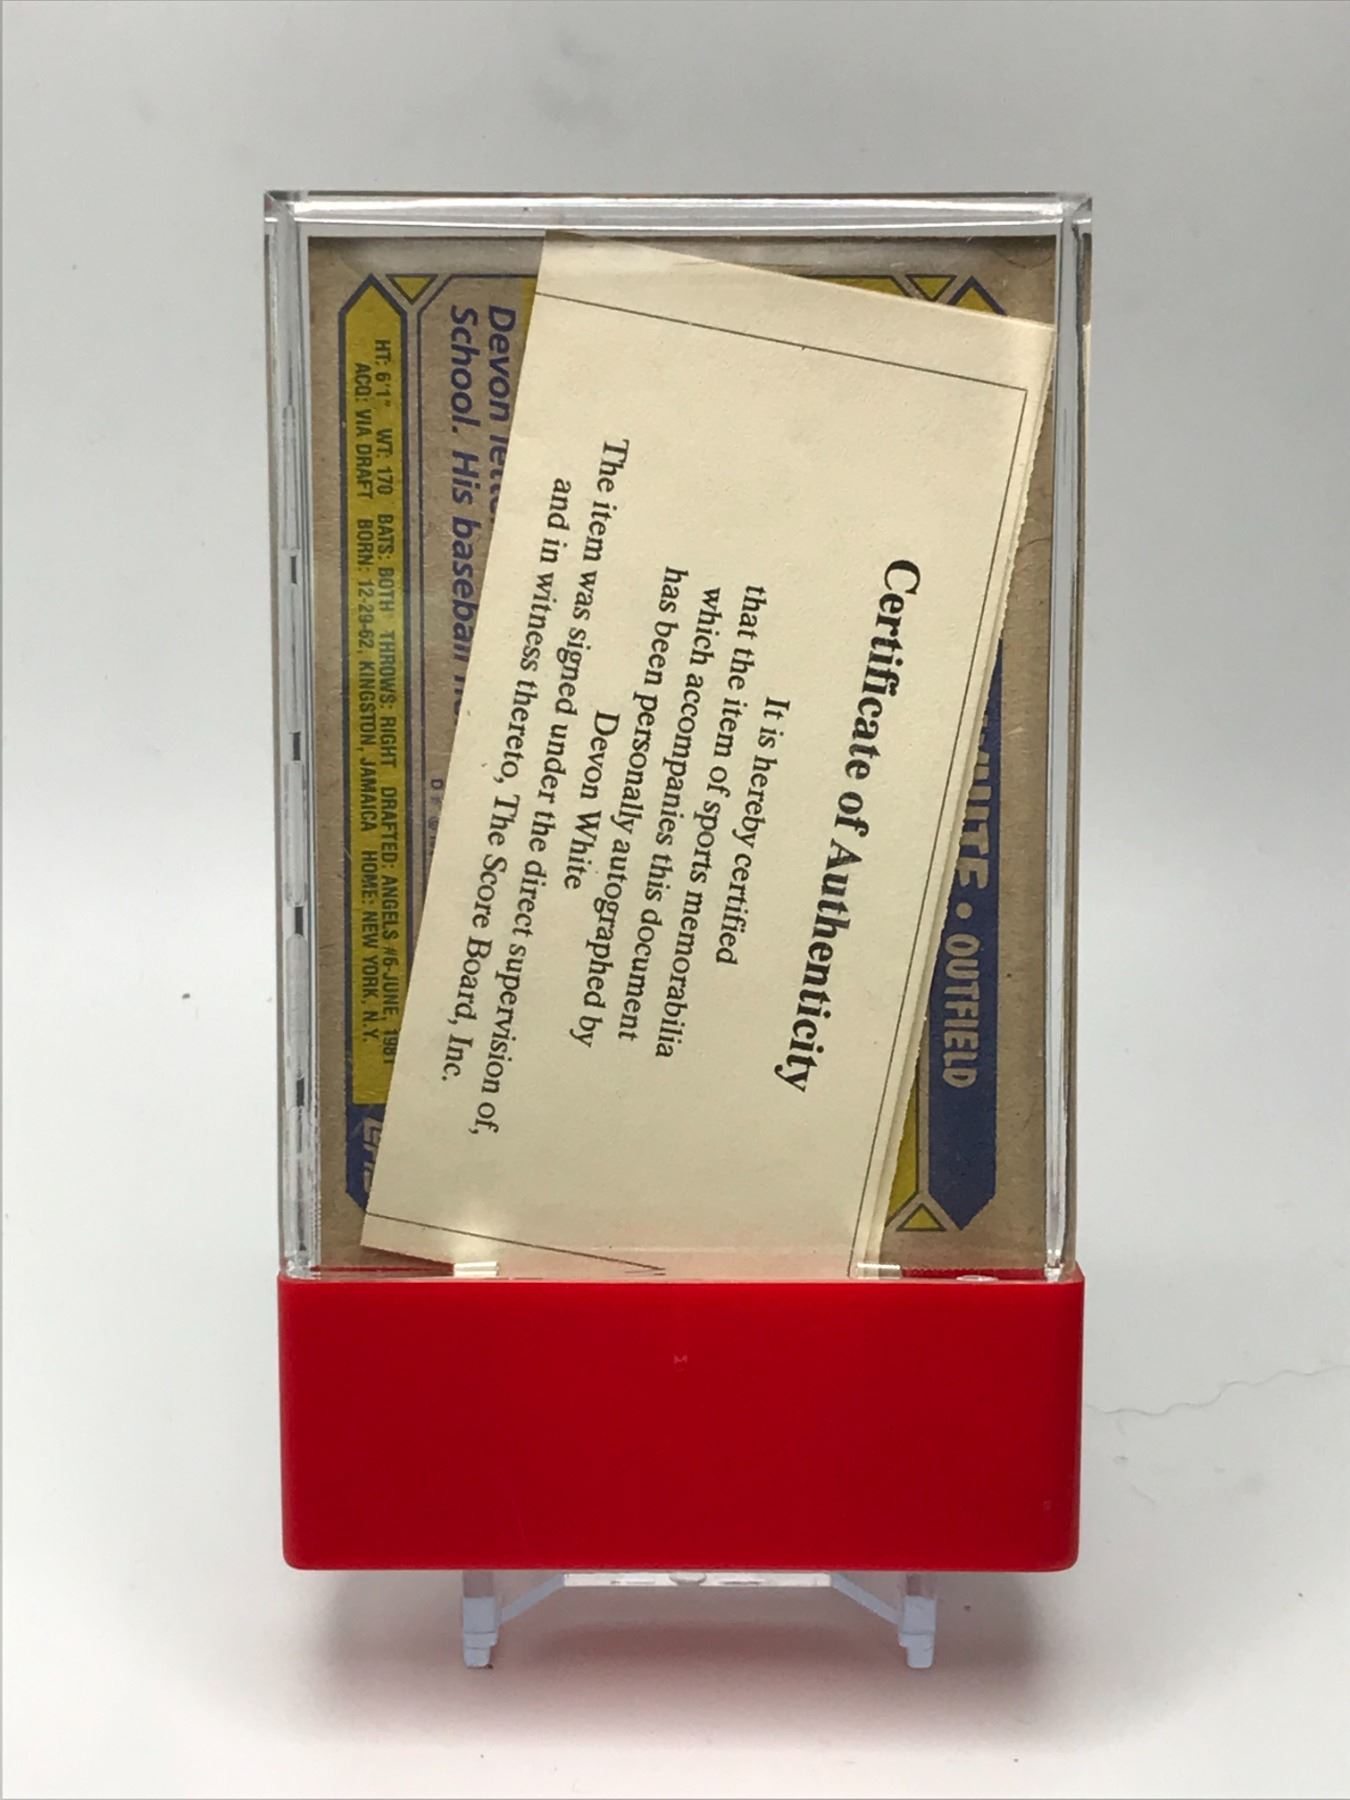 WHITE • OUTFIELD
Certificate of Authenticity
It is hereby certified
that the item of sports memorabilia
which accompanies this document
has been personally autographed by
Devon White
The item was signed under the direct supervision of,
and in witness thereto, The Score Board, Inc.
Devon
School. His baseball
HT: 6'1" WT: 170 BATS: BOTH THROWS: RIGHT DRAFTED: ANGELS #6-JUNE, 1981
ACQ: VIA DRAFT BORN: 12-29-62, KINGSTON, JAMAICA HOME: NEW YORK, N.Y.